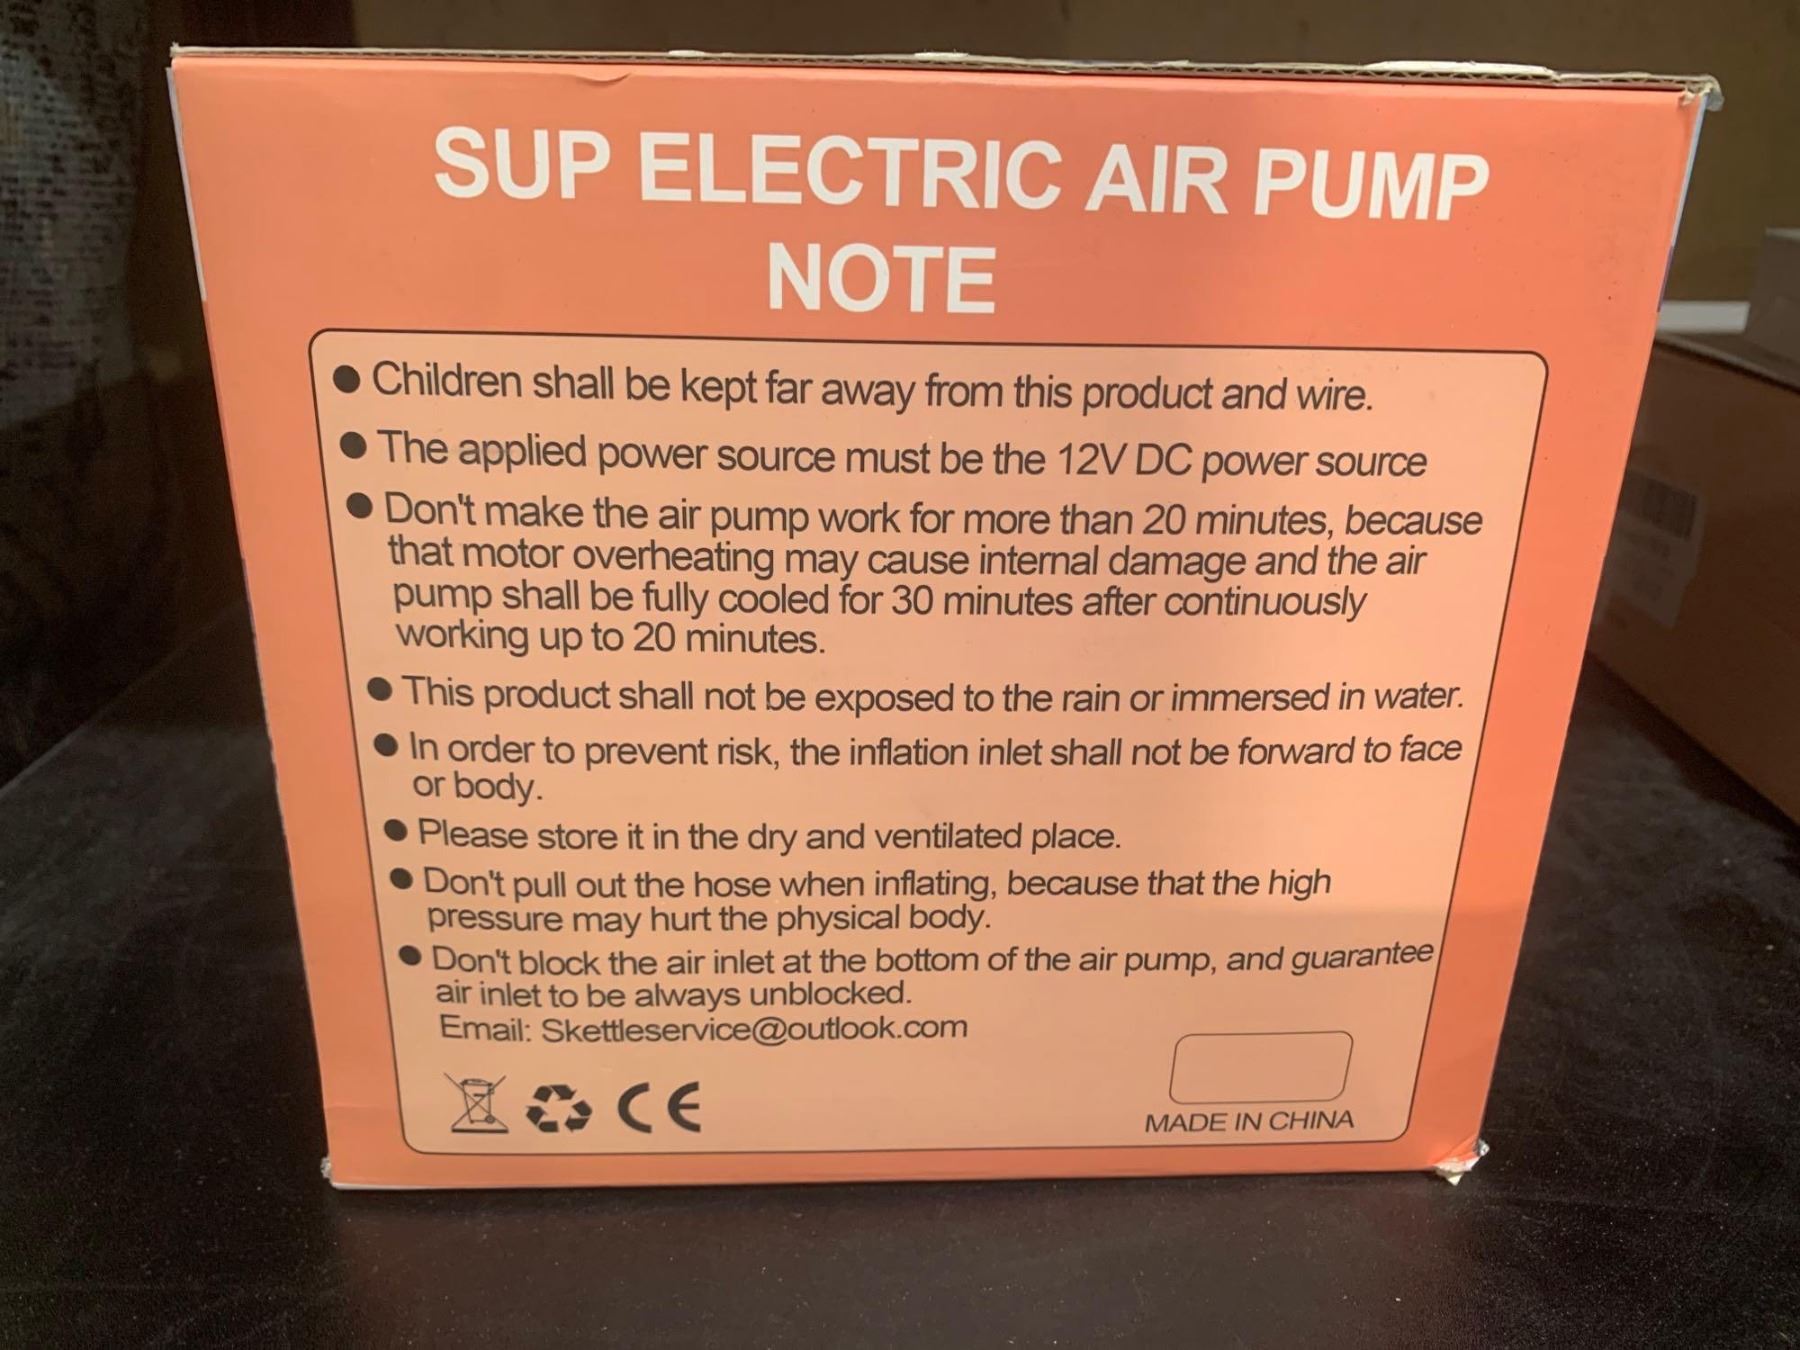 SUP ELECTRIC AIR PUMP
NOTE
● Children shall be kept far away from this product and wire.
● The applied power source must be the 12V DC power source
● Don't make the air pump work for more than 20 minutes, because
that motor overheating may cause internal damage and the air
pump shall be fully cooled for 30 minutes after continuously
working up to 20 minutes.
● This product shall not be exposed to the rain or immersed in water.
● In order to prevent risk, the inflation inlet shall not be forward to face
or body.
● Please store it in the dry and ventilated place.
● Don't pull out the hose when inflating, because that the high
pressure may hurt the physical body.
● Don't block the air inlet at the bottom of the air pump, and guarantee
air inlet to be always unblocked.
Email: Skettleservice@outlook.com
CE
MADE IN CHINA